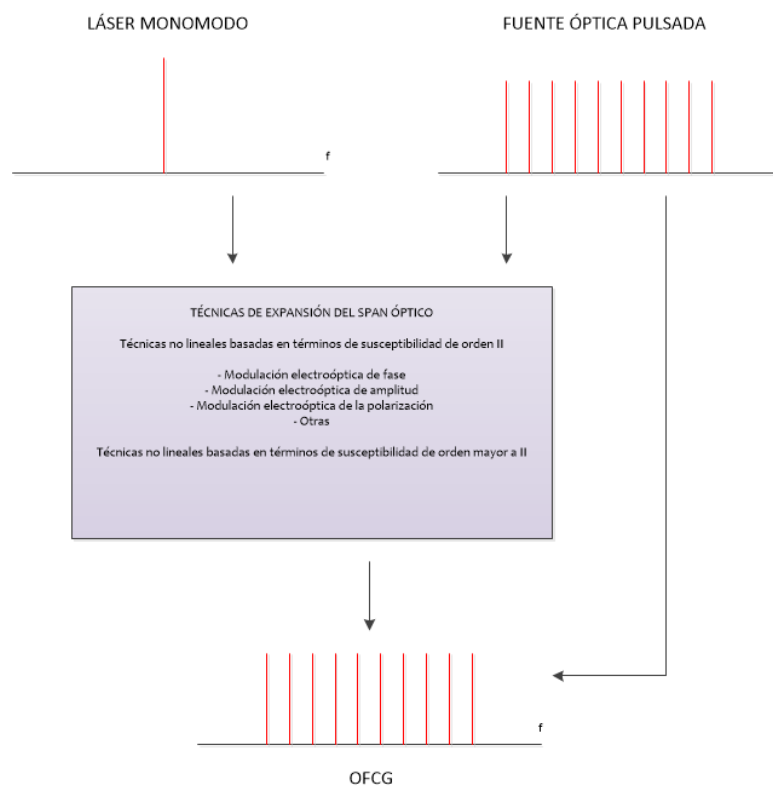 LÁSER MONOMODO
FUENTE ÓPTICA PULSADA
f
TÉCNICAS DE EXPANSIÓN DEL SPAN ÓPTICO
Técnicas no lineales basadas en términos de susceptibilidad de orden II
- Modulación electroóptica de fase
- Modulación electroóptica de amplitud
- Modulación electroóptica de la polarización
- Otras
Técnicas no lineales basadas en términos de susceptibilidad de orden mayor a II
f
OFCG